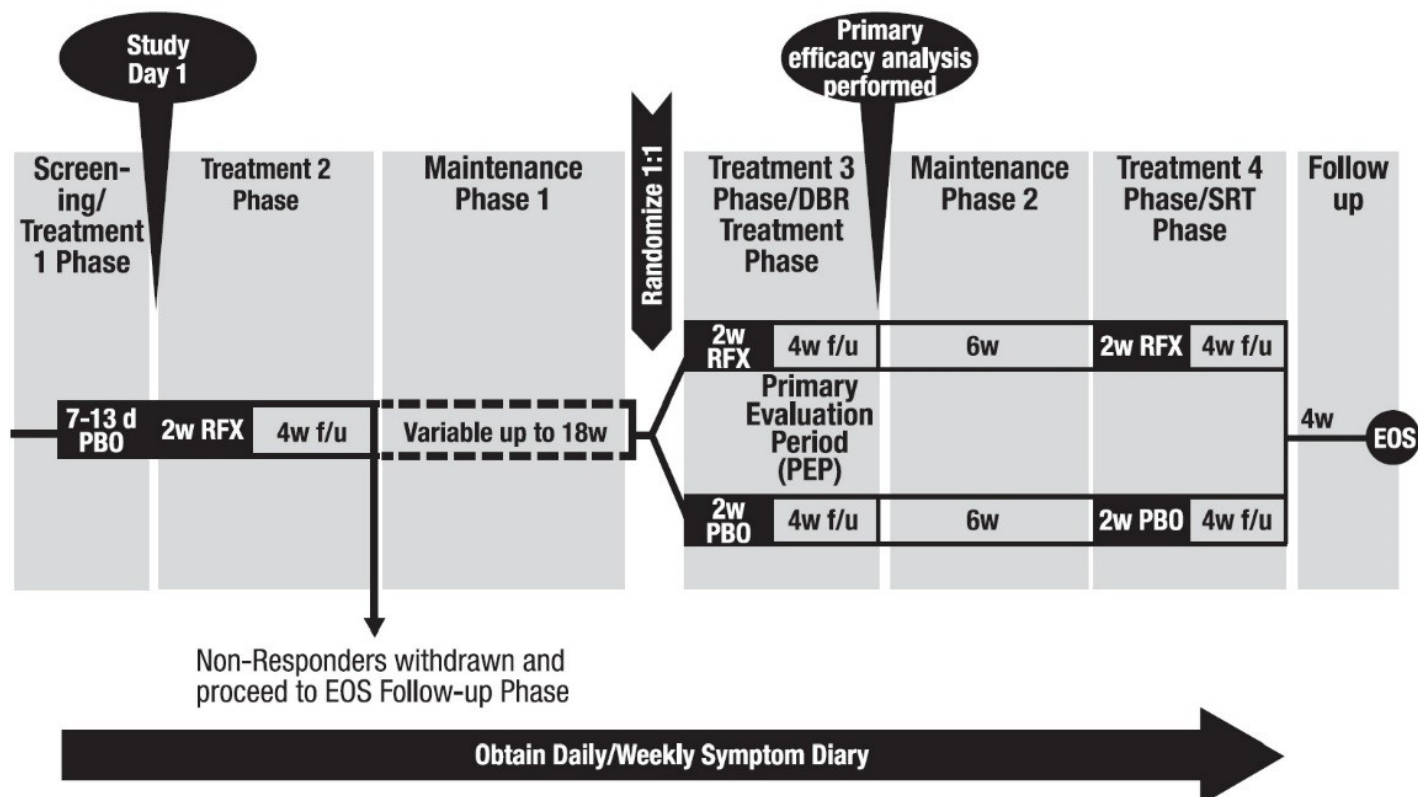 Study
Day 1
Primary
efficacy analysis
performed
Screen-
ing/
Treatment
1 Phase
Treatment 2
Phase
Maintenance
Phase 1
Randomize 1:1
Treatment 3
Phase/DBR
Treatment
Phase
Maintenance
Phase 2
Treatment 4
Phase/SRT
Phase
Follow
up
7-13 d
PBO
2w RFX
4w f/u
Variable up to 18w
2w
RFX
4w f/u
6w
2w RFX
4w f/u
Primary
Evaluation
Period
(PEP)
2w
PBO
4w f/u
6w
2w PBO
4w f/u
4w
EOS
Non-Responders withdrawn and
proceed to EOS Follow-up Phase
Obtain Daily/Weekly Symptom Diary